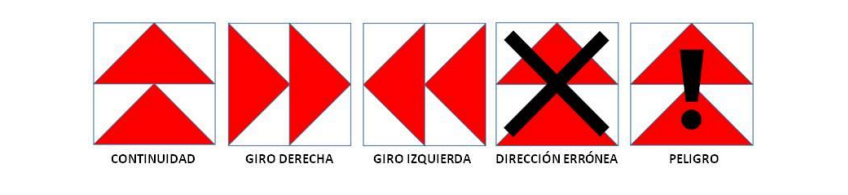 CONTINUIDAD
GIRO DERECHA
GIRO IZQUIERDA
DIRECCIÓN ERRÓNEA
PELIGRO
!